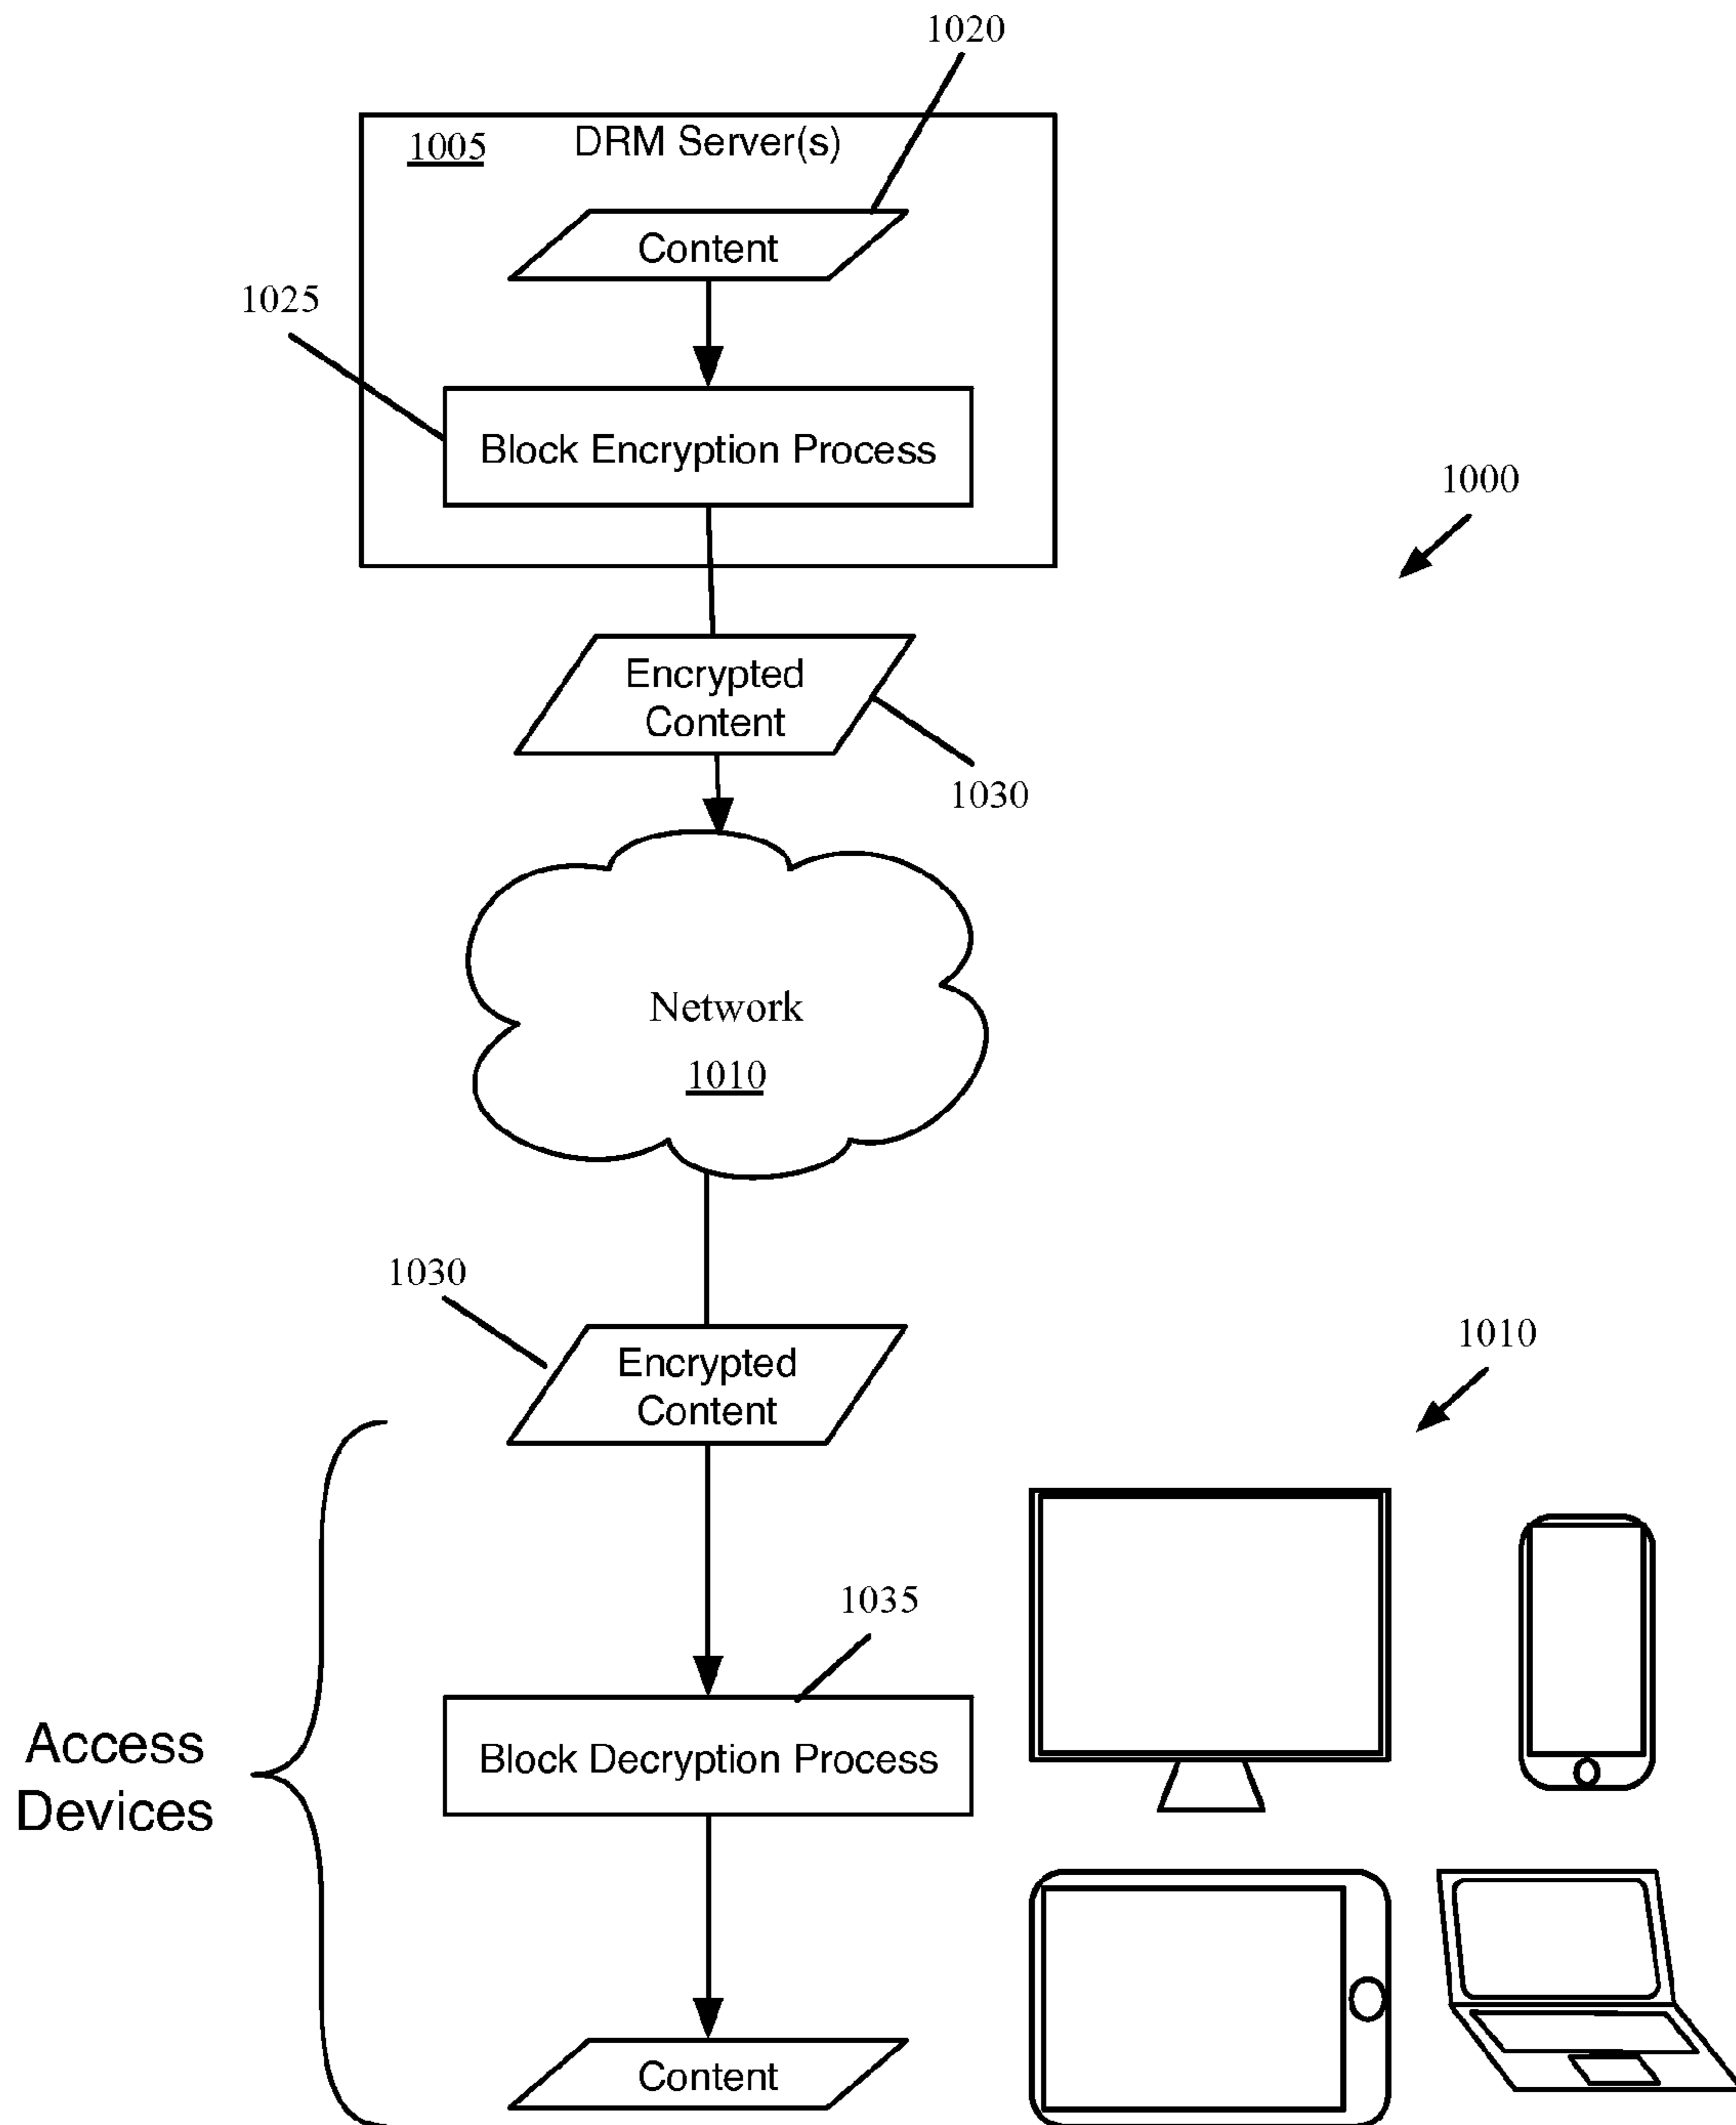 1020
1005 DRM Server(s)
Content
1025
Block Encryption Process
1000
Encrypted
Content
1030
Network
1010
1030
1010
Encrypted
Content
1035
Access
Devices
Block Decryption Process
Content